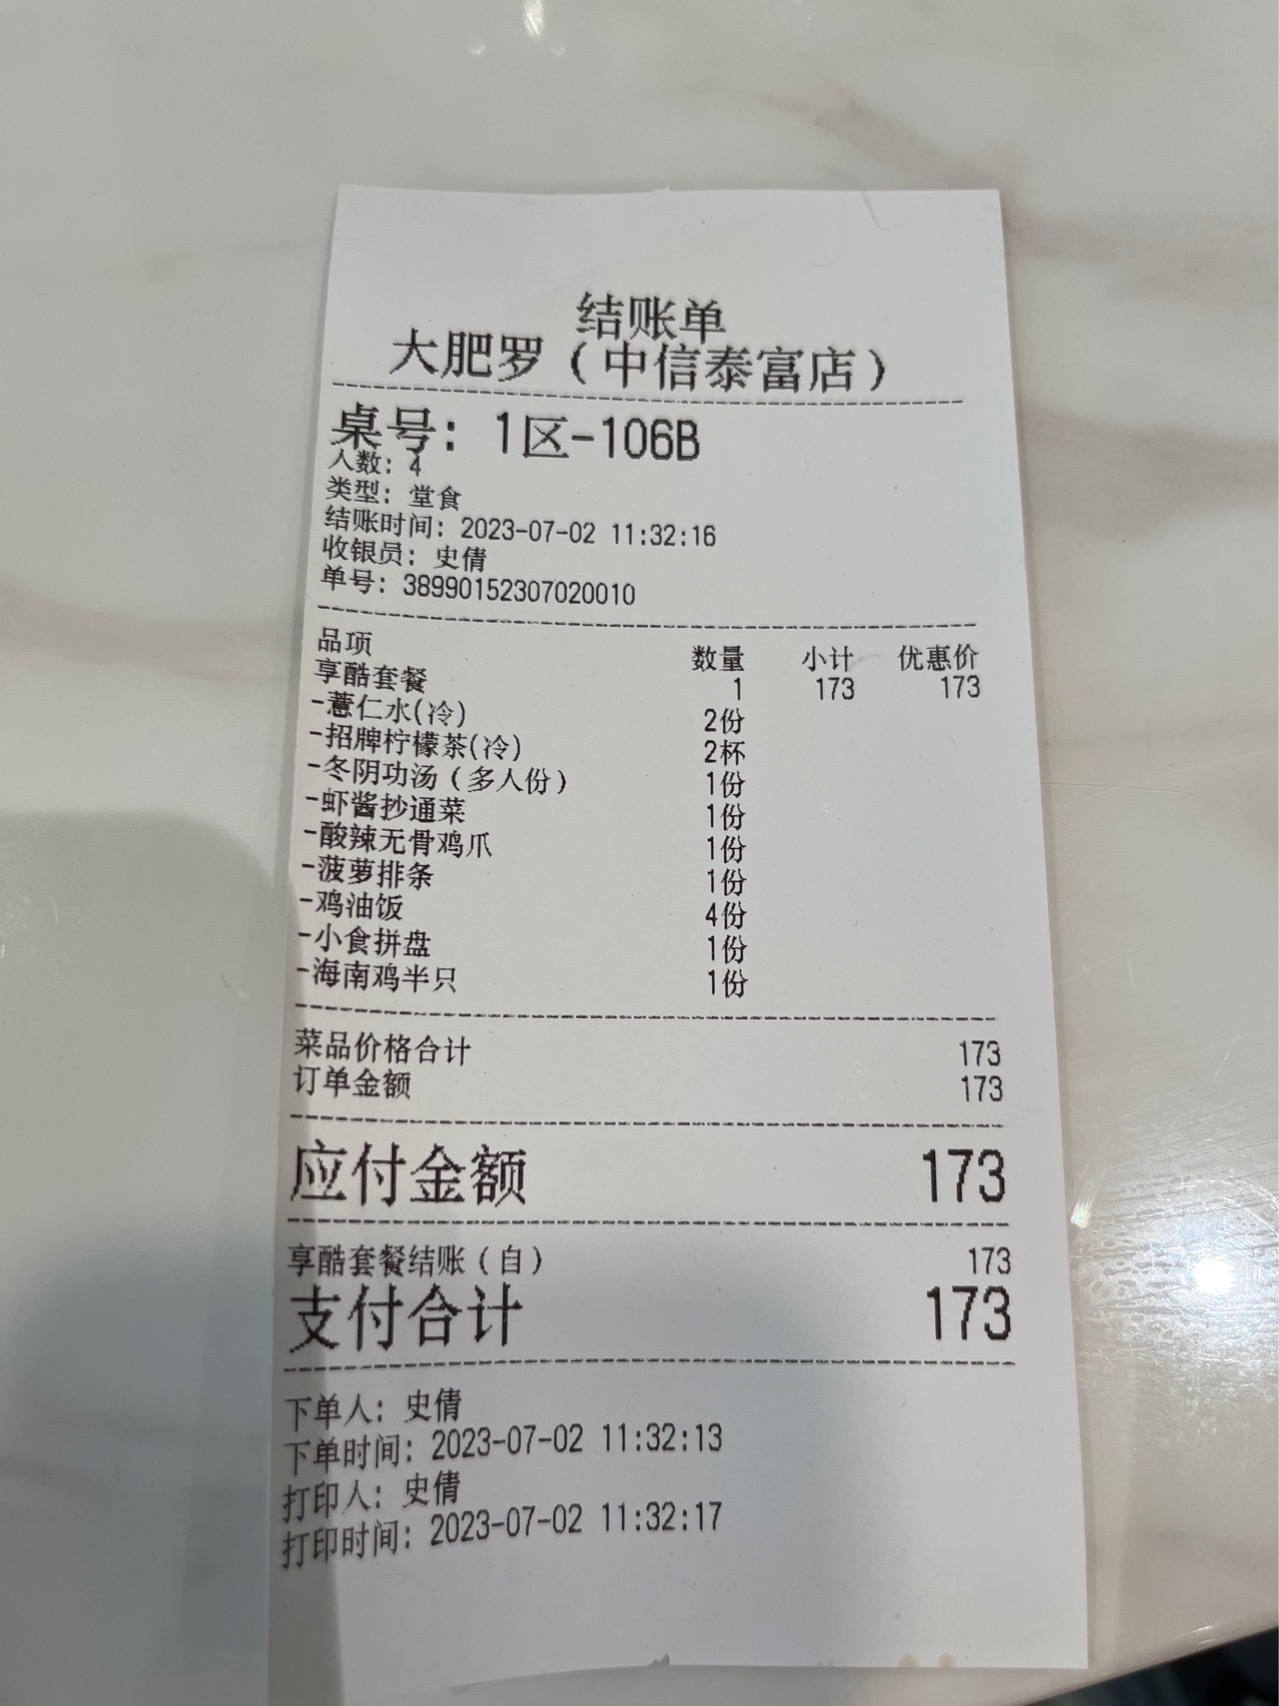 结账单
大肥罗（中信泰富店）
桌号：1区-106B
人数：4
类型：堂食
结账时间：2023-07-02 11:32:16
收银员：史倩
单号：38990152307020010
品项 数量 小计 优惠价
享酷套餐 1 173 173
-薏仁水(冷) 2份
-招牌柠檬茶(冷) 2杯
-冬阴功汤（多人份） 1份
-虾酱抄通菜 1份
-酸辣无骨鸡爪 1份
-菠萝排条 1份
-鸡油饭 4份
-小食拼盘 1份
-海南鸡半只 1份
菜品价格合计 173
订单金额 173
应付金额 173
享酷套餐结账（自） 173
支付合计 173
下单人：史倩
下单时间：2023-07-02 11:32:13
打印人：史倩
打印时间：2023-07-02 11:32:17